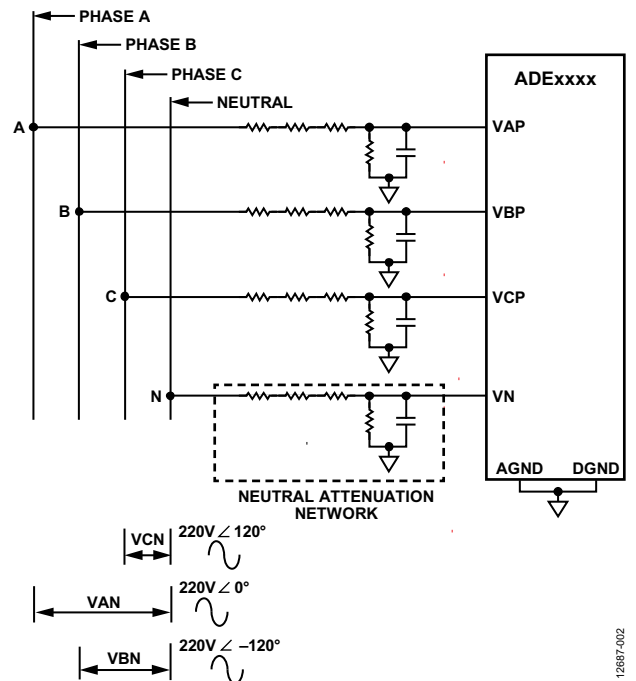 PHASE A
PHASE B
PHASE C
NEUTRAL
ADExxxx
A
VAP
B
VBP
C
VCP
N
VN
AGND DGND
NEUTRAL ATTENUATION
NETWORK
VCN
220V∠ 120°
VAN
220V∠ 0°
VBN
220V∠ –120°
12687-002